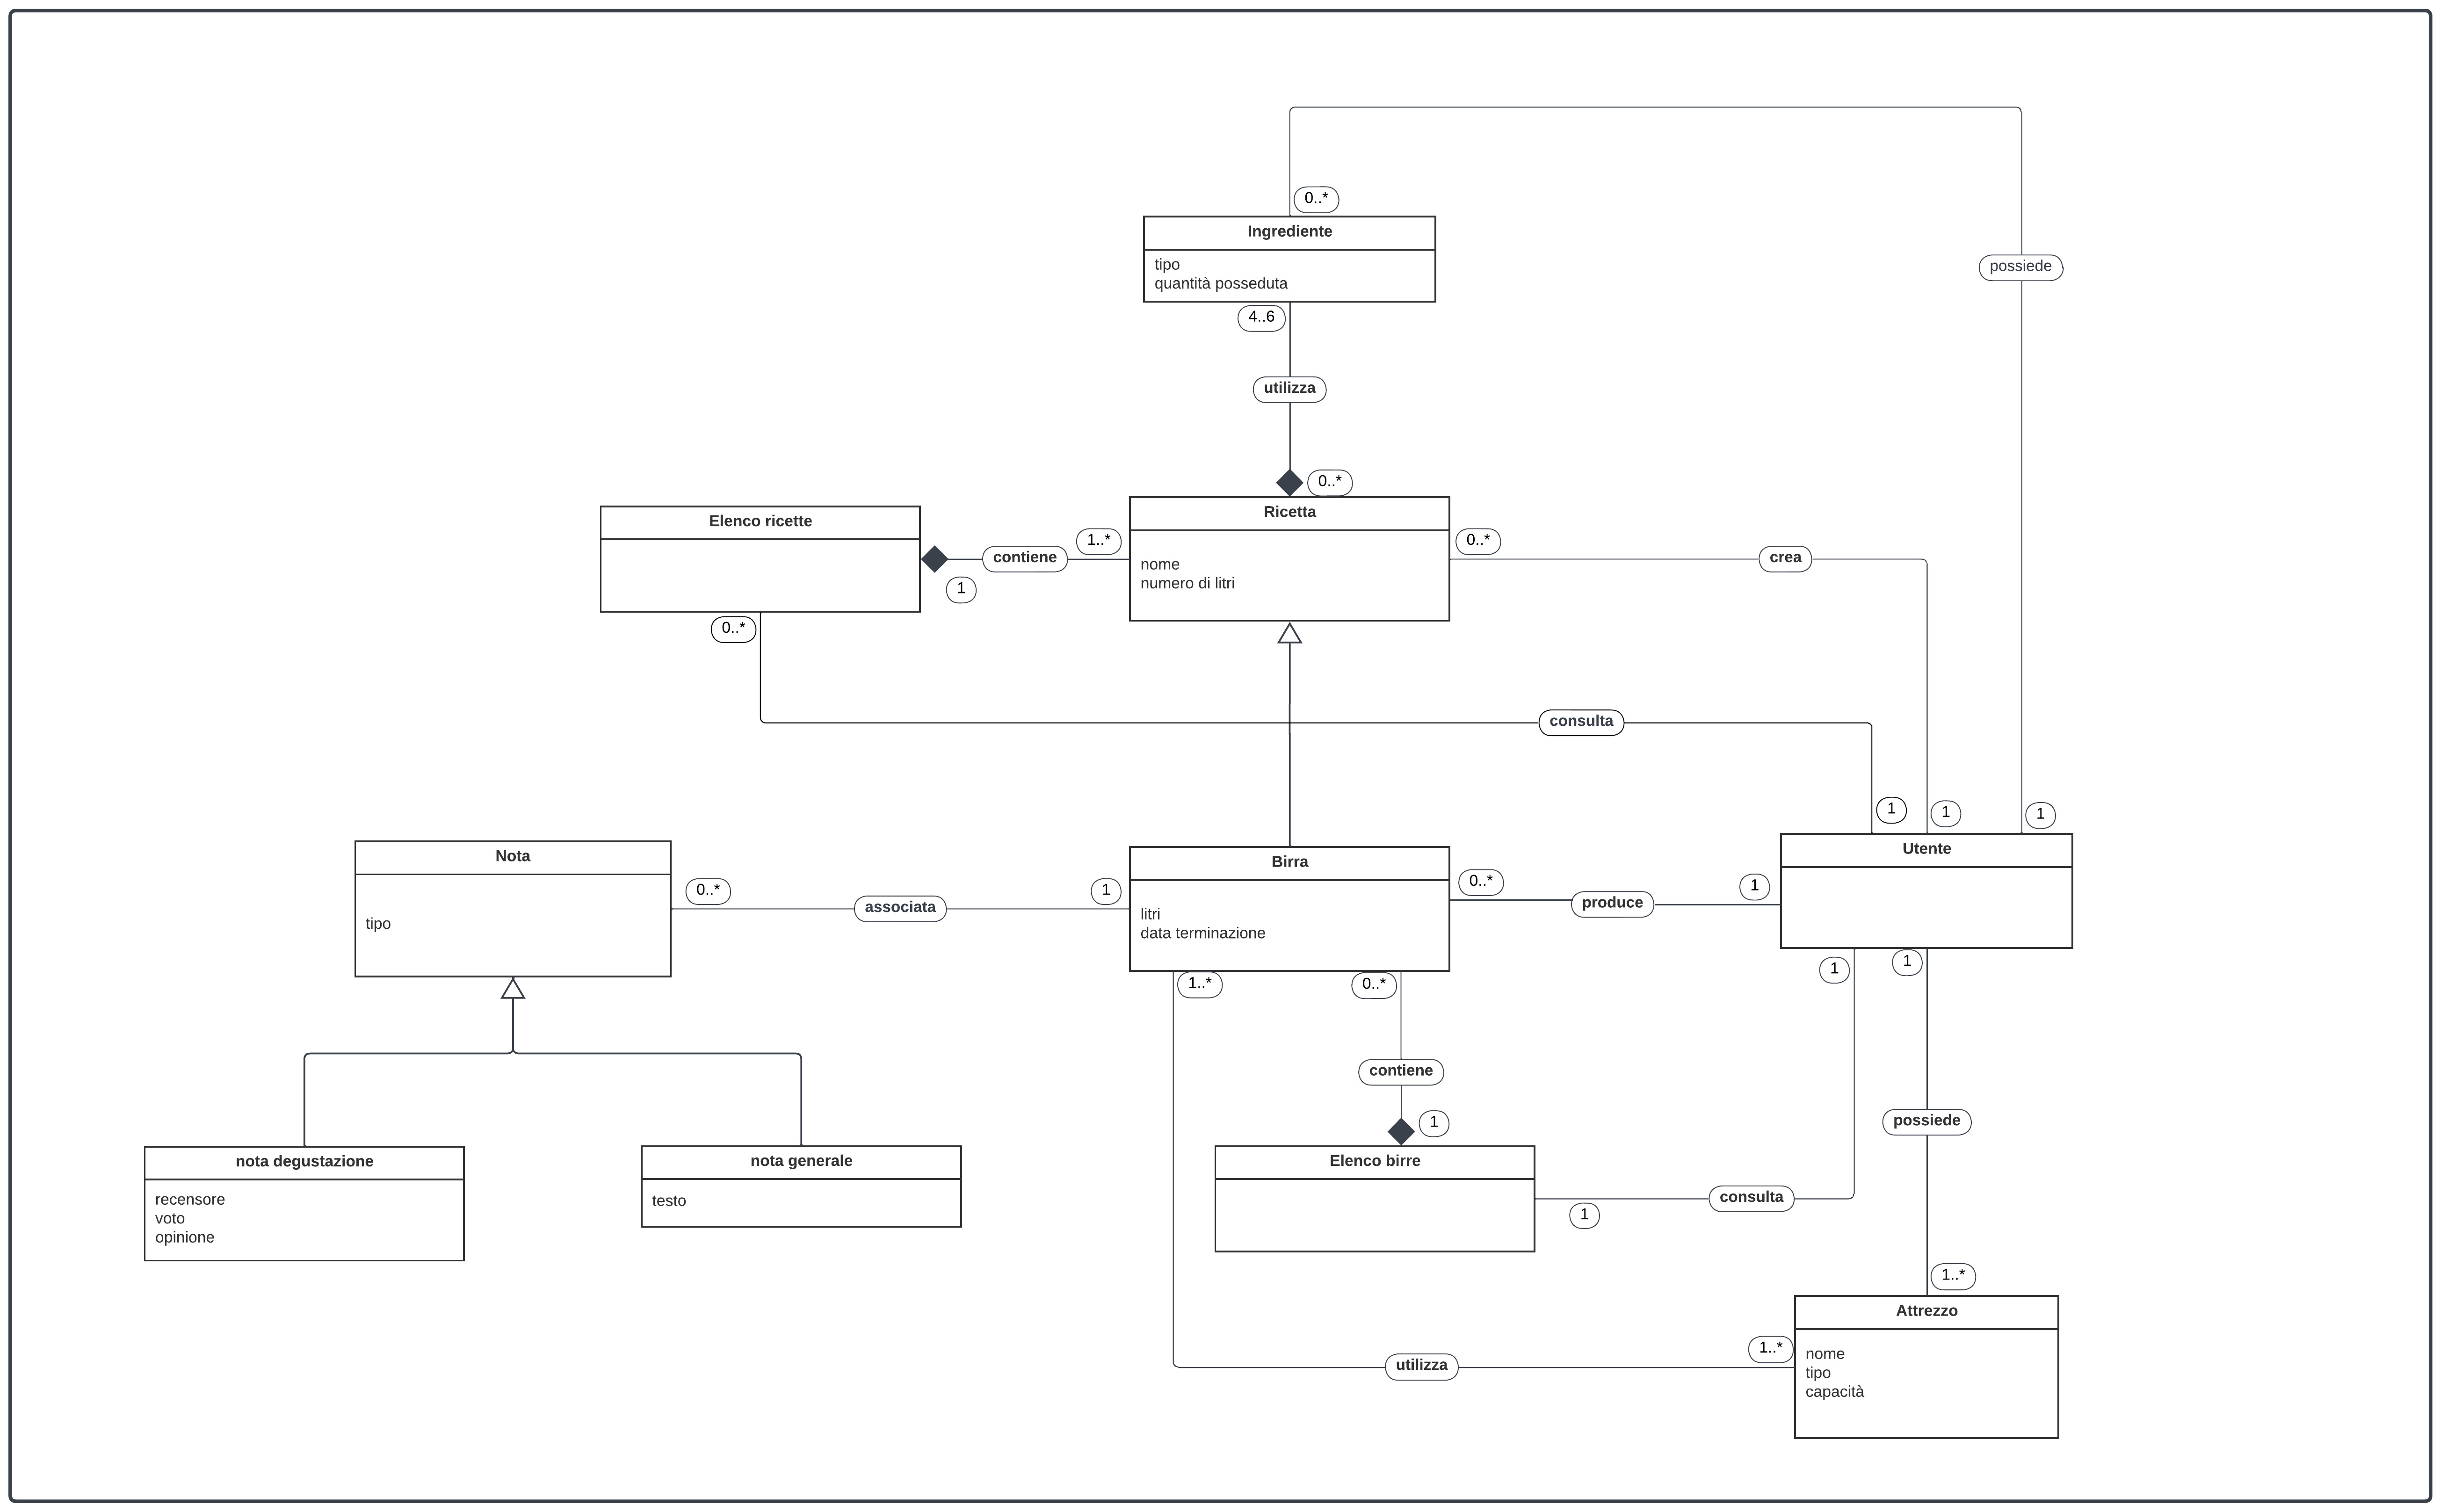 0..*
Ingrediente
tipo
quantità posseduta
possiede
4..6
utilizza
0..*
Elenco ricette
Ricetta
nome
numero di litri
contiene
1..*
1
0..*
crea
0..*
consulta
1
1
1
Nota
tipo
0..*
associata
1
Birra
litri
data terminazione
0..*
produce
1
Utente
1..*
0..*
1
1
contiene
1
possiede
nota degustazione
recensore
voto
opinione
nota generale
testo
Elenco birre
1
consulta
1..*
Attrezzo
nome
tipo
capacità
utilizza
1..*